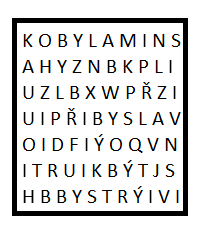 KOBYLAMINS
AHYZNBKPLI
UZLBXWPŘZI
UIPŘIBYSLAV
OIDFIÝOQVN
ITRUIKBÝTJS
HBBYSTRÝIVI